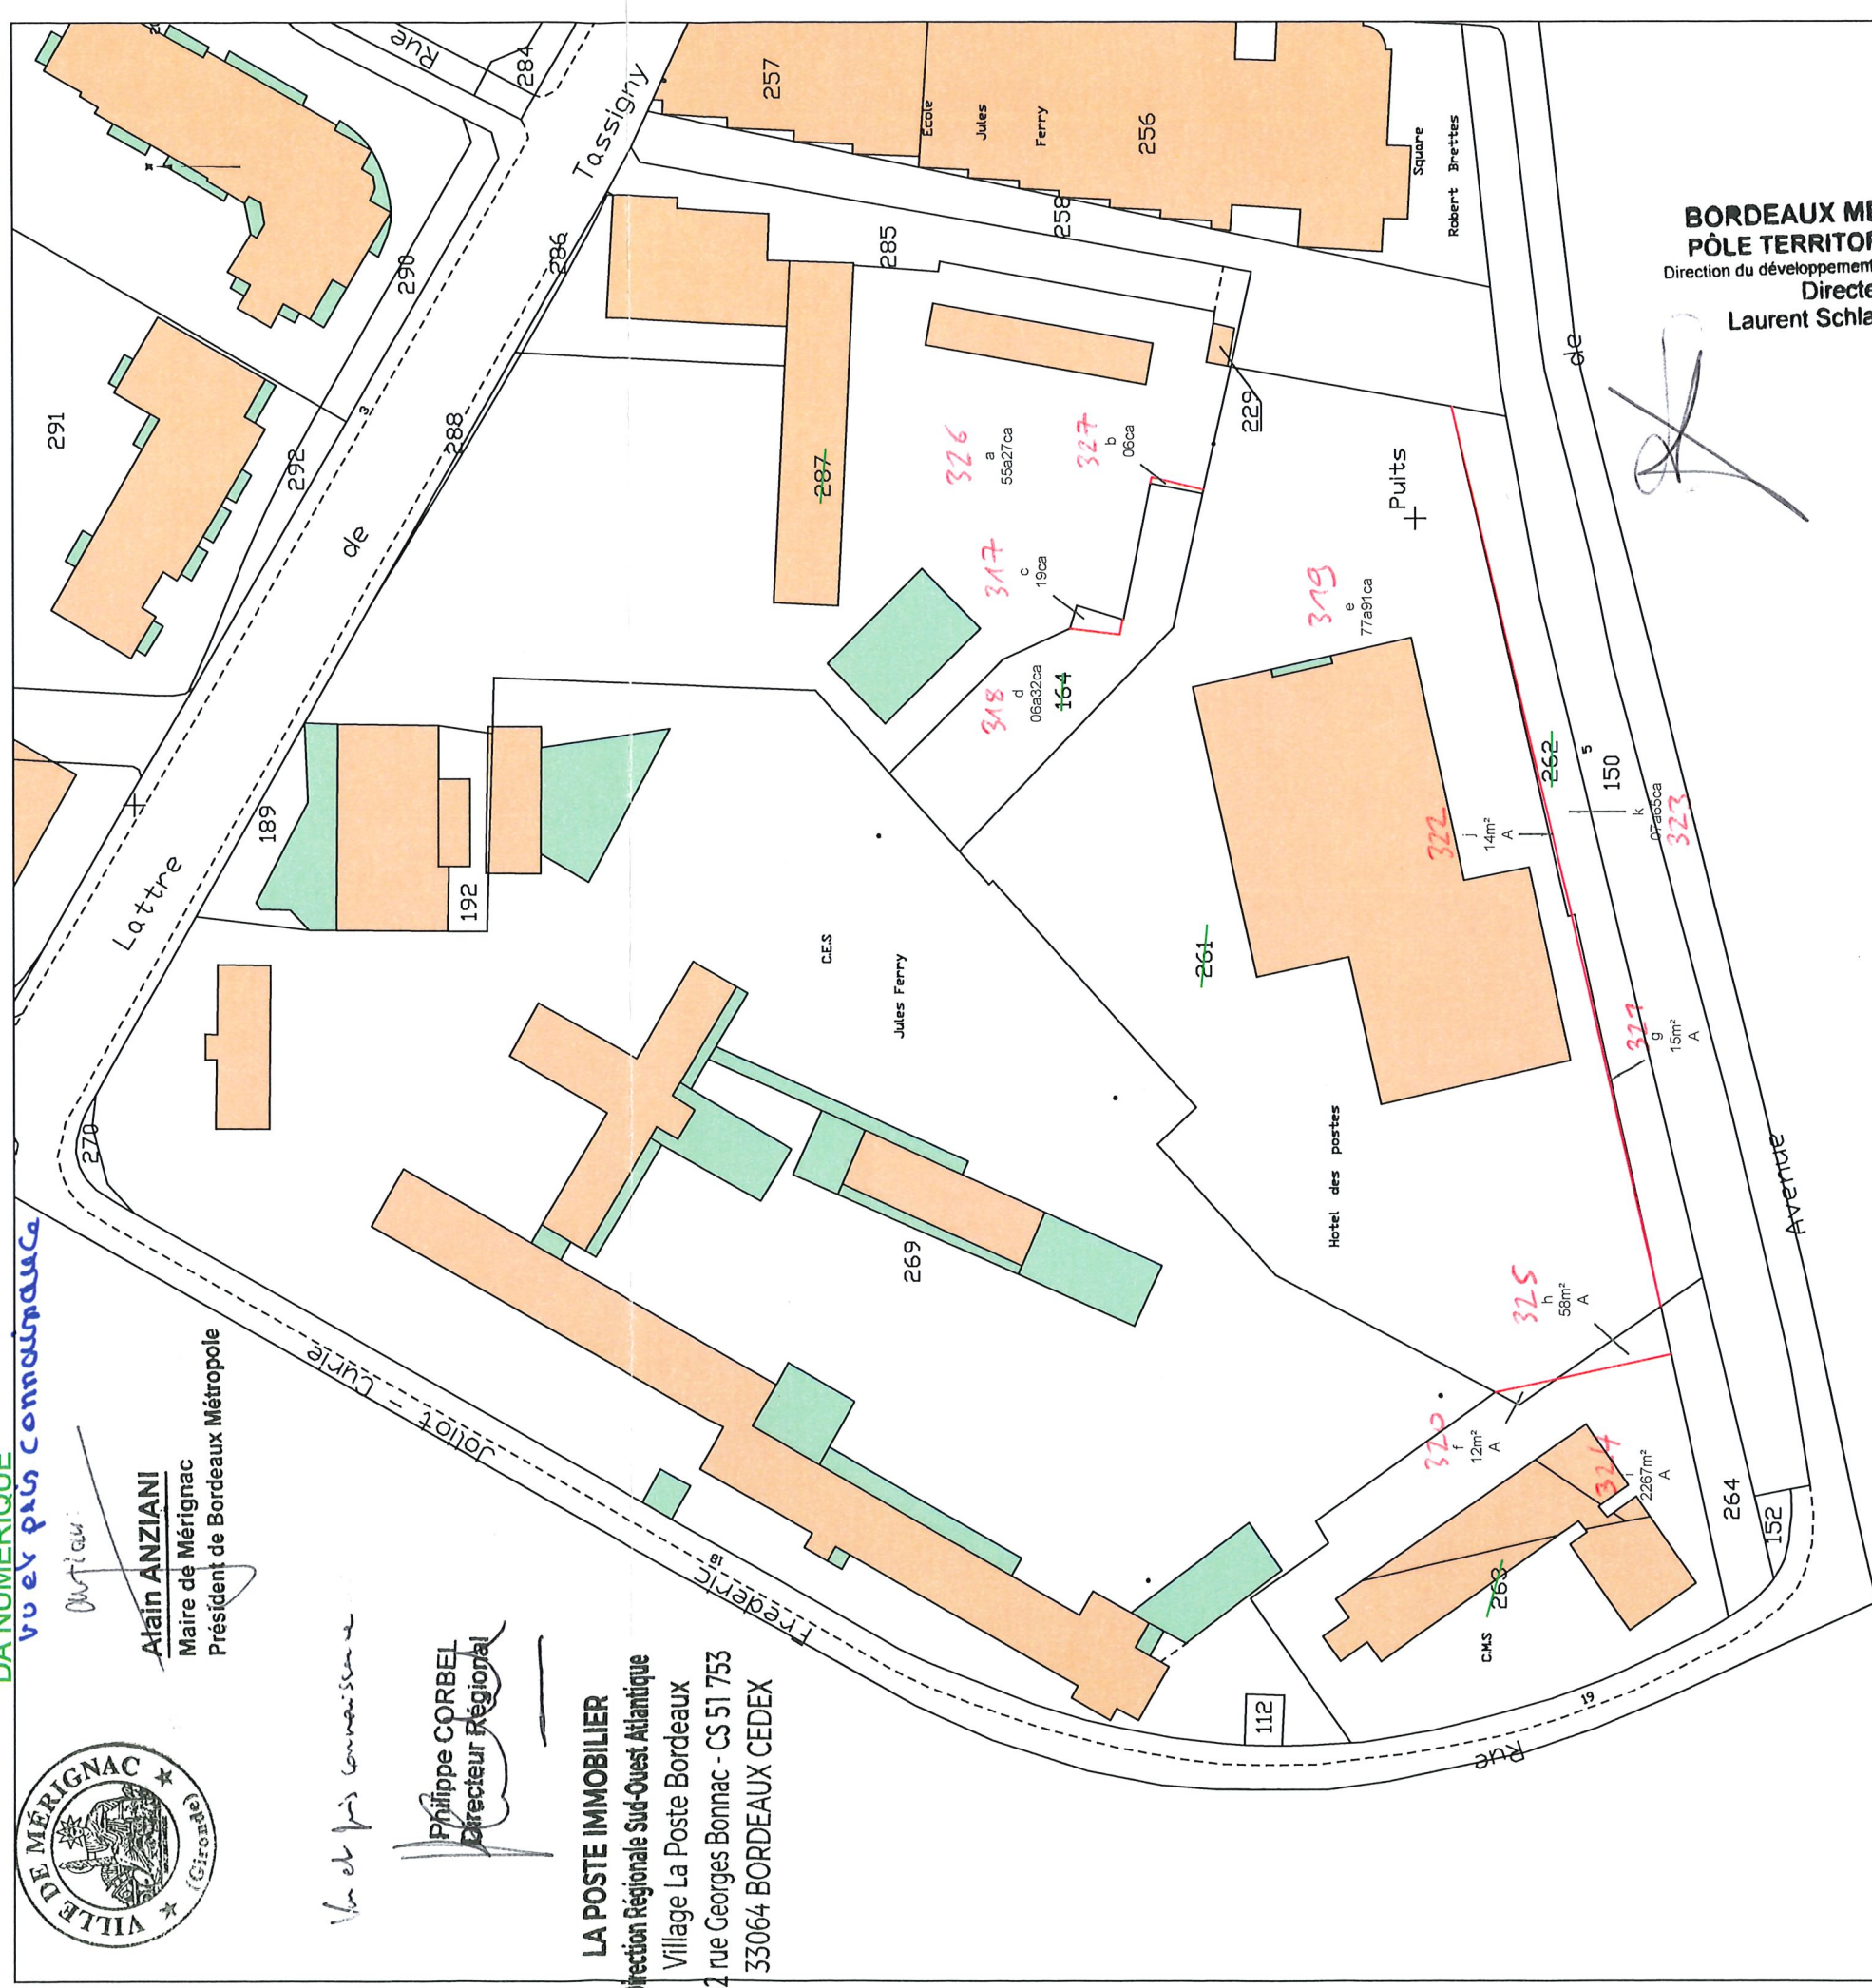 DA NUMERIQUE
vu et pris connaissance
Alain ANZIANI
Maire de Mérignac
Président de Bordeaux Métropole
VILLE DE MÉRIGNAC
(Gironde)
Vu et pris connaissance
Philippe CORBEL
Directeur Régional
LA POSTE IMMOBILIER
Direction Régionale Sud-Ouest Atlantique
Village La Poste Bordeaux
2 rue Georges Bonnac - CS 51 753
33064 BORDEAUX CEDEX
BORDEAUX MÉ
PÔLE TERRITOR
Direction du développement
Directe
Laurent Schla
Rue
284
Tassigny
257
Ecole
Jules
Ferry
256
Square
Robert Brettes
258
285
286
290
291
292
3
288
de
287
326
a
55a27ca
327
b
06ca
229
Puits
317
c
19ca
319
e
77a91ca
318
d
06a32ca
164
262
5
150
k
07a65ca
323
322
j
14m²
A
189
192
Lattre
de
C.E.S
Jules Ferry
261
321
g
15m²
A
270
269
Hotel des postes
Avenue
325
h
58m²
A
320
f
12m²
A
324
i
2267m²
A
264
152
263
C.M.S
19
112
18
Rue
Frederic
Joliot - Curie